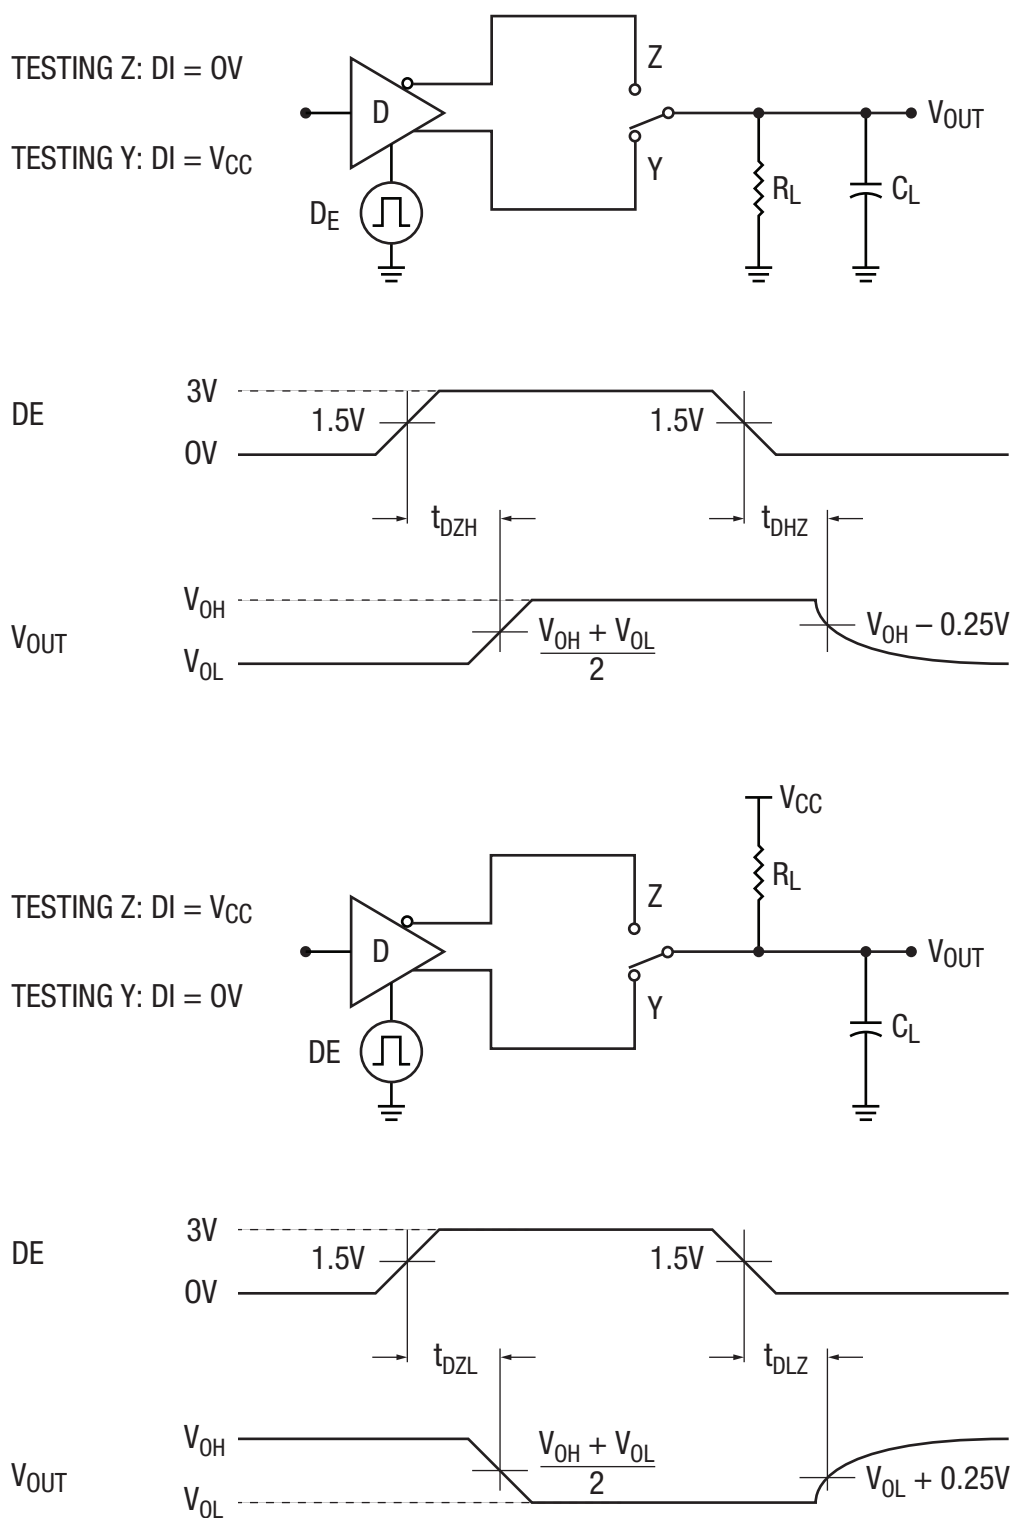 Z
TESTING Z: DI = 0V
D
V_OUT
TESTING Y: DI = V_CC
Y
R_L
C_L
D_E
3V
DE
1.5V
1.5V
0V
t_DZH
t_DHZ
V_OH
V_OUT
V_OH + V_OL
2
V_OH – 0.25V
V_OL
V_CC
R_L
TESTING Z: DI = V_CC
Z
D
V_OUT
TESTING Y: DI = 0V
Y
C_L
DE
3V
DE
1.5V
1.5V
0V
t_DZL
t_DLZ
V_OH
V_OUT
V_OH + V_OL
2
V_OL + 0.25V
V_OL